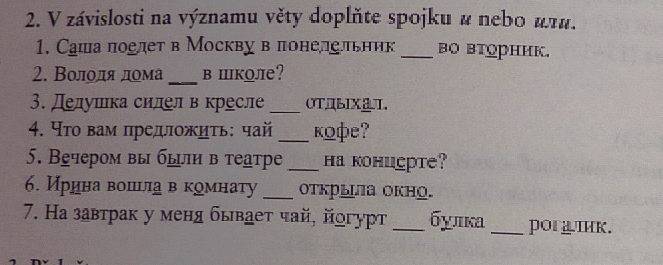 2. V závislosti na významu věty doplňte spojku и nebo или.
1. Саша поедет в Москву в понедельник ___ во вторник.
2. Володя дома ___ в школе?
3. Дедушка сидел в кресле ___ отдыхал.
4. Что вам предложить: чай ___ кофе?
5. Вечером вы были в театре ___ на концерте?
6. Ирина вошла в комнату ___ открыла окно.
7. На завтрак у меня бывает чай, йогурт ___ булка ___ рогалик.